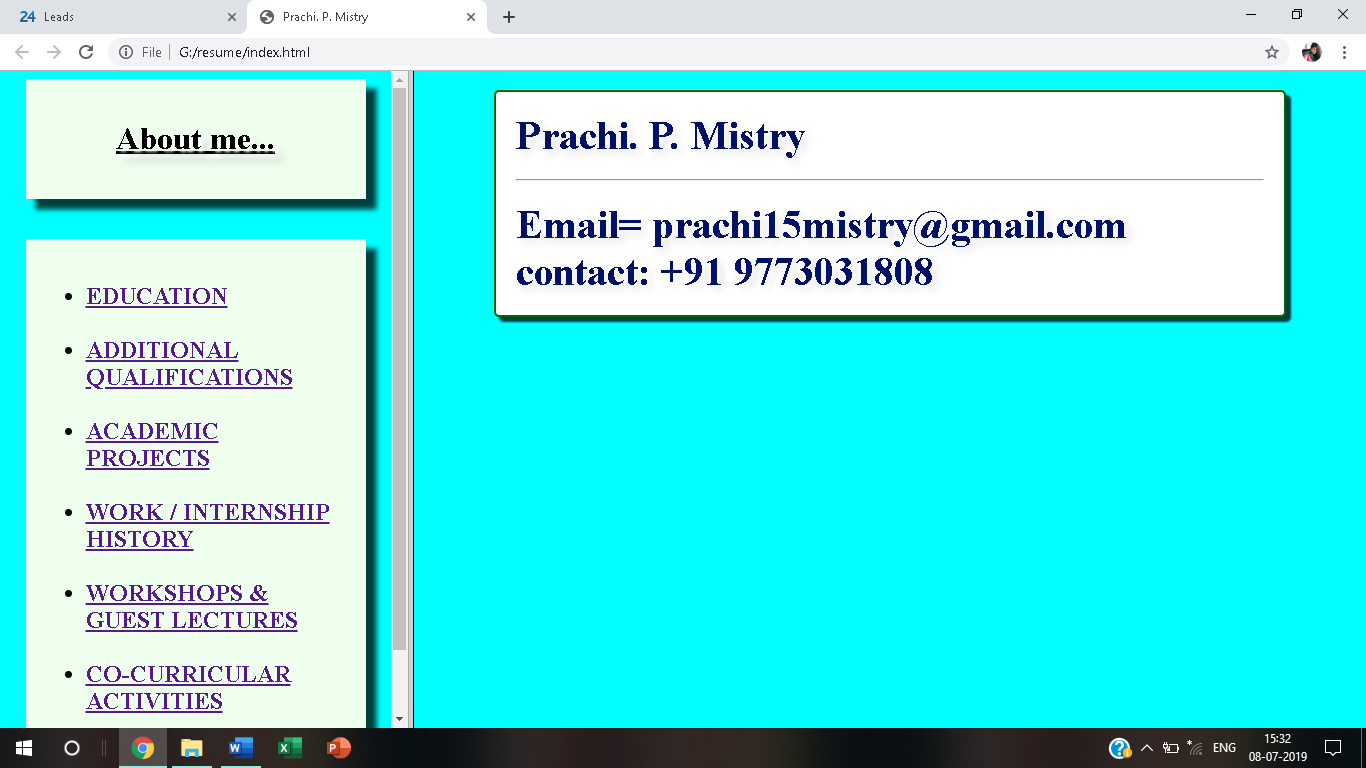 24 Leads
Prachi. P. Mistry
File
G:/resume/index.html
About me...
EDUCATION
ADDITIONAL
QUALIFICATIONS
ACADEMIC
PROJECTS
WORK / INTERNSHIP
HISTORY
WORKSHOPS &
GUEST LECTURES
CO-CURRICULAR
ACTIVITIES
Prachi. P. Mistry
Email= prachi15mistry@gmail.com
contact: +91 9773031808
ENG
15:32
08-07-2019